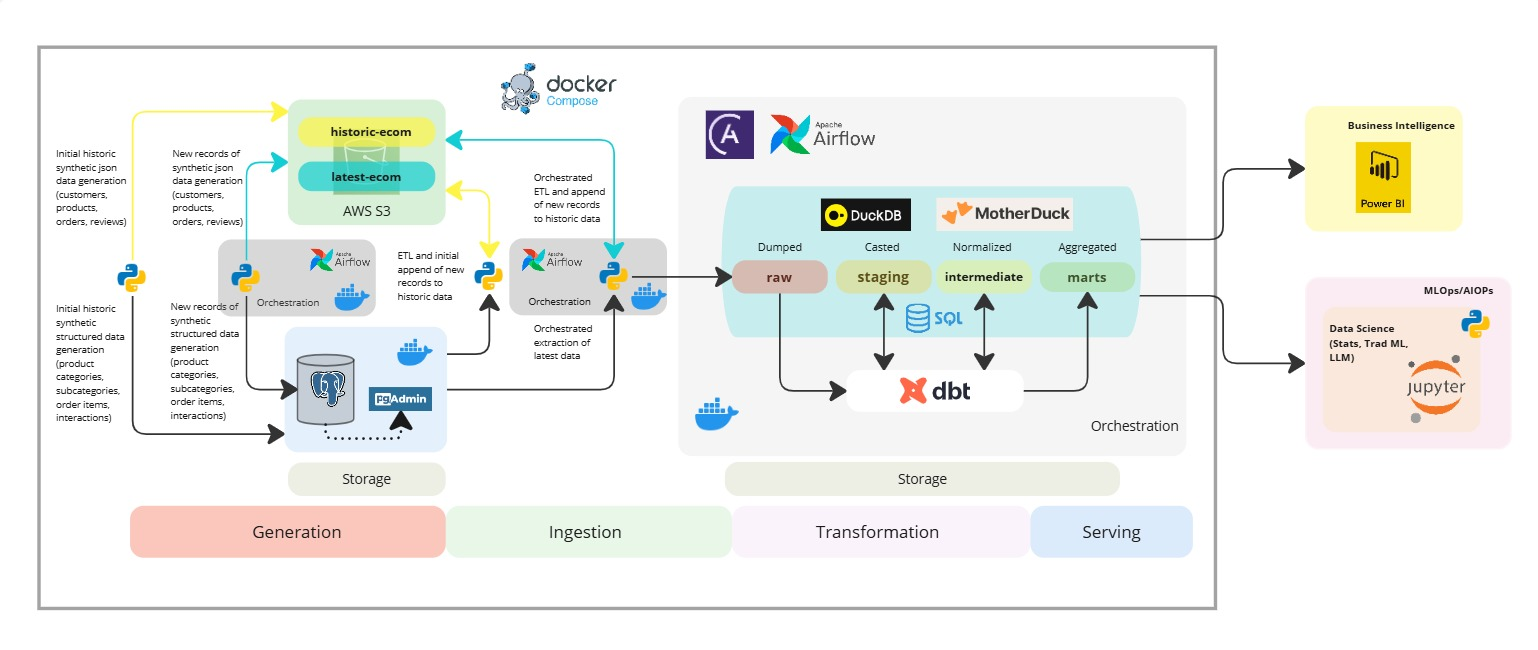 docker
Compose
Initial historic
synthetic json
data generation
(customers,
products,
orders, reviews)
New records of
synthetic json
data generation
(customers,
products,
orders, reviews)
historic-ecom
latest-ecom
AWS S3
Orchestrated
ETL and append
of new records
to historic data
Apache
Airflow
Orchestration
ETL and initial
append of new
records to
historic data
Apache
Airflow
Orchestration
Initial historic
synthetic
structured data
generation
(product
categories,
subcategories,
order items,
interactions)
New records of
synthetic
structured data
generation
(product
categories,
subcategories,
order items,
interactions)
pgAdmin
Orchestrated
extraction of
latest data
A
Apache
Airflow
DuckDB
MotherDuck
Dumped
Casted
Normalized
Aggregated
raw
staging
intermediate
marts
SQL
dbt
Orchestration
Business Intelligence
Power BI
MLOps/AIOPs
Data Science
(Stats, Trad ML,
LLM)
jupyter
Storage
Storage
Generation
Ingestion
Transformation
Serving